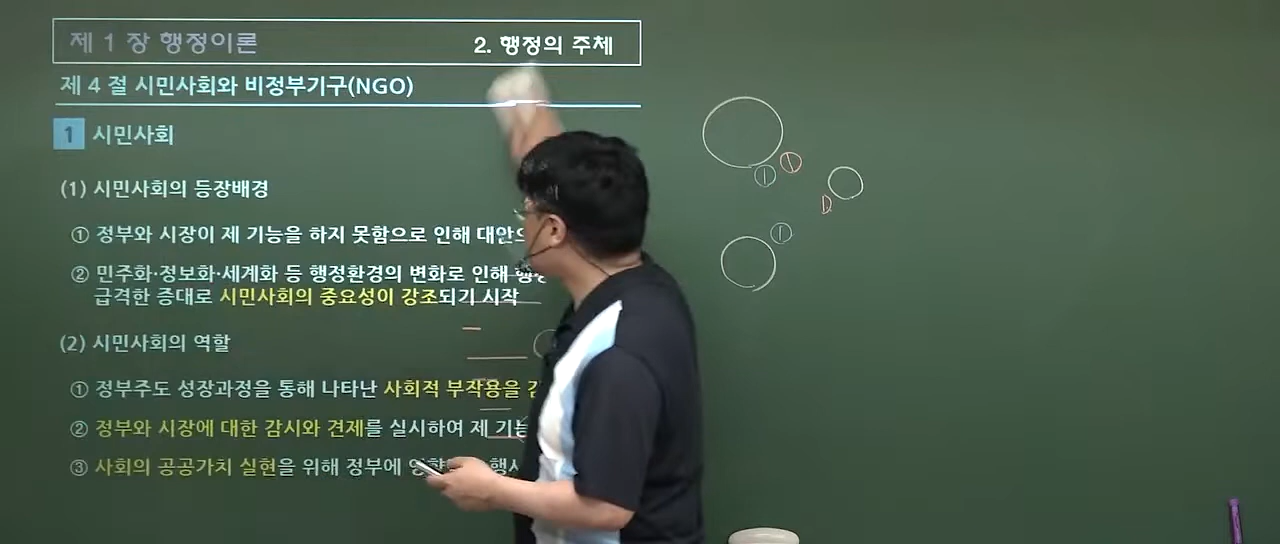 제 1 장 행정이론
2. 행정의 주체
제 4 절 시민사회와 비정부기구(NGO)
1 시민사회
(1) 시민사회의 등장배경
① 정부와 시장이 제 기능을 하지 못함으로 인해
② 민주화·정보화·세계화 등 행정환경의 변화로 인해
급격한 증대로 시민사회의 중요성이 강조되기 시작
(2) 시민사회의 역할
① 정부주도 성장과정을 통해 나타난 사회적 부작용을
② 정부와 시장에 대한 감시와 견제를 실시하여 제
③ 사회의 공공가치 실현을 위해 정부에
①
①
①